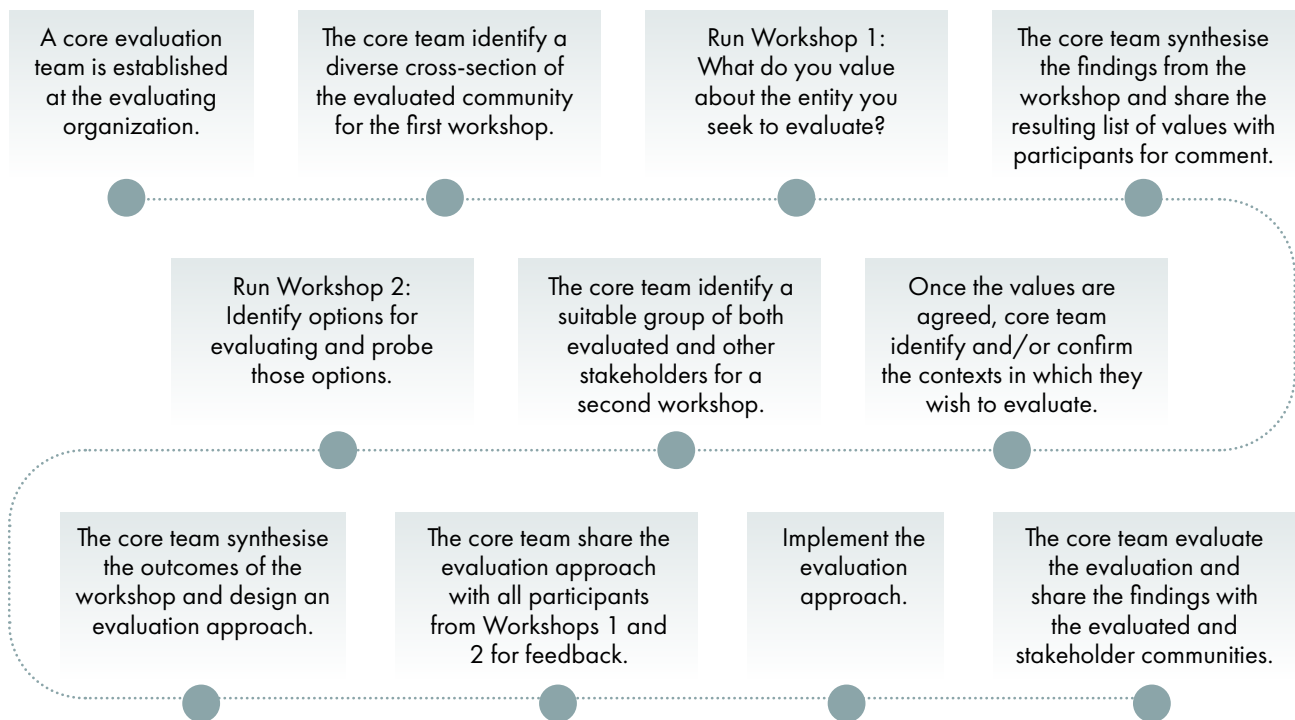 A core evaluation
team is established
at the evaluating
organization.
The core team identify a
diverse cross-section of
the evaluated community
for the first workshop.
Run Workshop 1:
What do you value
about the entity you
seek to evaluate?
The core team synthesise
the findings from the
workshop and share the
resulting list of values with
participants for comment.
Once the values are
agreed, core team
identify and/or confirm
the contexts in which they
wish to evaluate.
The core team identify a
suitable group of both
evaluated and other
stakeholders for a
second workshop.
Run Workshop 2:
Identify options for
evaluating and probe
those options.
The core team synthesise
the outcomes of the
workshop and design an
evaluation approach.
The core team share the
evaluation approach
with all participants
from Workshops 1 and
2 for feedback.
Implement the
evaluation
approach.
The core team evaluate
the evaluation and
share the findings with
the evaluated and
stakeholder communities.